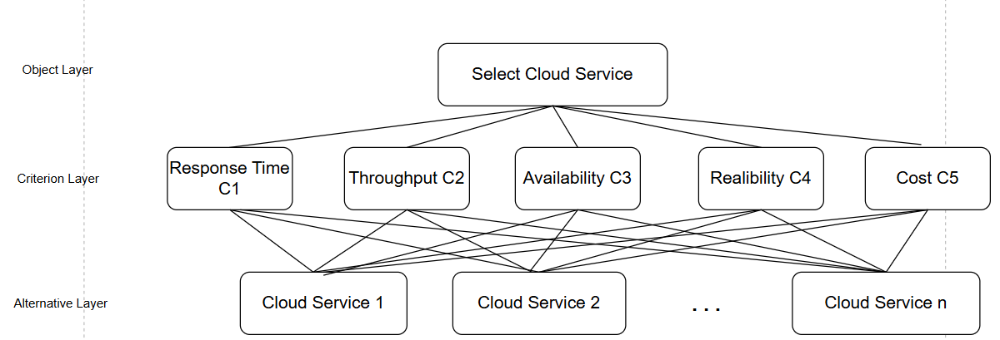 Object Layer
Select Cloud Service
Criterion Layer
Response Time
C1
Throughput C2
Availability C3
Realibility C4
Cost C5
Alternative Layer
Cloud Service 1
Cloud Service 2
. . .
Cloud Service n